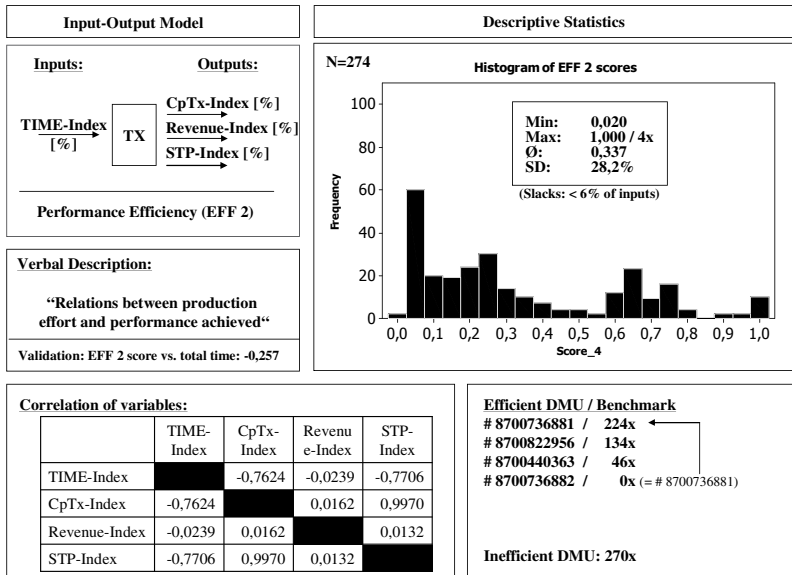 Input-Output Model
Inputs:
Outputs:
TIME-Index
[%]
TX
CpTx-Index [%]
Revenue-Index [%]
STP-Index [%]
Performance Efficiency (EFF 2)
Verbal Description:
“Relations between production
effort and performance achieved“
Validation: EFF 2 score vs. total time: -0,257
Descriptive Statistics
N=274
Histogram of EFF 2 scores
Min: 0,020
Max: 1,000 / 4x
Ø: 0,337
SD: 28,2%
(Slacks: < 6% of inputs)
Frequency
100
80
60
40
20
0
0,0 0,1 0,2 0,3 0,4 0,5 0,6 0,7 0,8 0,9 1,0
Score_4
Correlation of variables:
TIME-
Index
CpTx-
Index
Revenu
e-Index
STP-
Index
TIME-Index -0,7624 -0,0239 -0,7706
CpTx-Index -0,7624 0,0162 0,9970
Revenue-Index -0,0239 0,0162 0,0132
STP-Index -0,7706 0,9970 0,0132
Efficient DMU / Benchmark
# 8700736881 / 224x
# 8700822956 / 134x
# 8700440363 / 46x
# 8700736882 / 0x (= # 8700736881)
Inefficient DMU: 270x